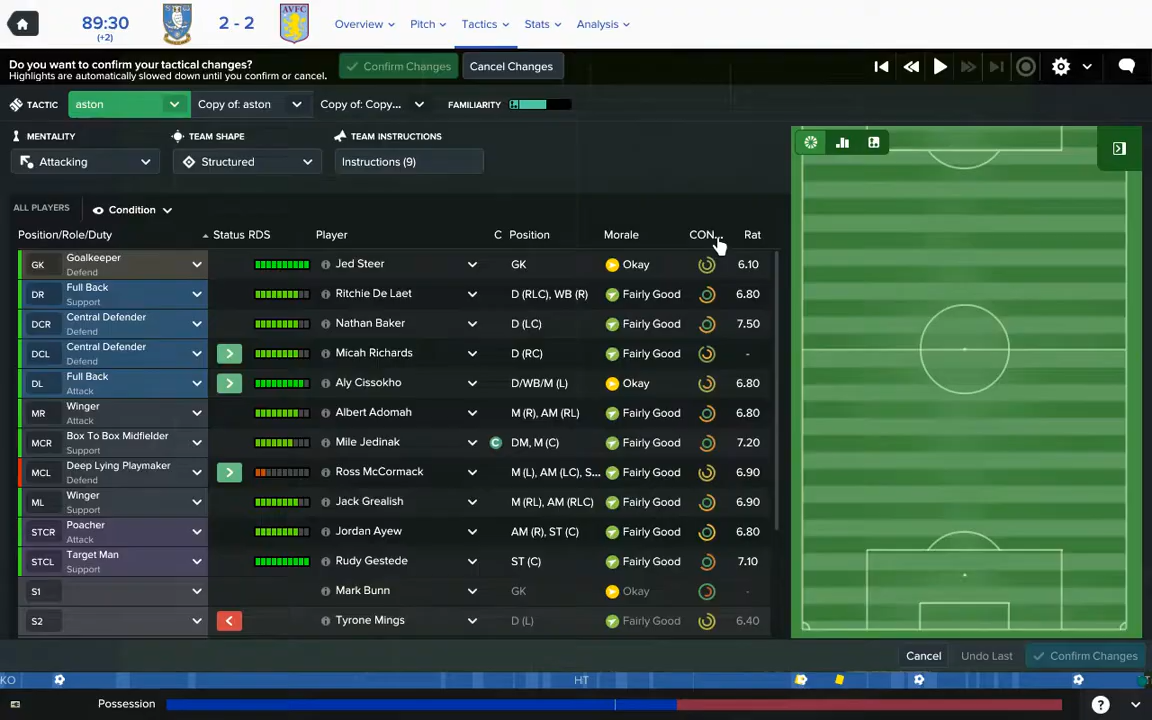 89:30
(+2)
2 - 2
AVFC
Overview
Pitch
Tactics
Stats
Analysis
Do you want to confirm your tactical changes?
Highlights are automatically slowed down until you confirm or cancel.
Confirm Changes
Cancel Changes
TACTIC
aston
Copy of: aston
Copy of: Copy...
FAMILIARITY
MENTALITY
TEAM SHAPE
TEAM INSTRUCTIONS
Attacking
Structured
Instructions (9)
ALL PLAYERS
Condition
Position/Role/Duty Status RDS Player C Position Morale CON... Rat
GK Goalkeeper Defend Jed Steer GK Okay 6.10
DR Full Back Support Ritchie De Laet D (RLC), WB (R) Fairly Good 6.80
DCR Central Defender Defend Nathan Baker D (LC) Fairly Good 7.50
DCL Central Defender Defend Micah Richards D (RC) Fairly Good -
DL Full Back Attack Aly Cissokho D/WB/M (L) Okay 6.80
MR Winger Attack Albert Adomah M (R), AM (RL) Fairly Good 6.80
MCR Box To Box Midfielder Support Mile Jedinak C DM, M (C) Fairly Good 7.20
MCL Deep Lying Playmaker Defend Ross McCormack M (L), AM (LC), S... Fairly Good 6.90
ML Winger Support Jack Grealish M (RL), AM (RLC) Fairly Good 6.90
STCR Poacher Attack Jordan Ayew AM (R), ST (C) Fairly Good 6.80
STCL Target Man Support Rudy Gestede ST (C) Fairly Good 7.10
S1 Mark Bunn GK Okay -
S2 Tyrone Mings D (L) Fairly Good 6.40
Cancel
Undo Last
Confirm Changes
KO
HT
Possession
?